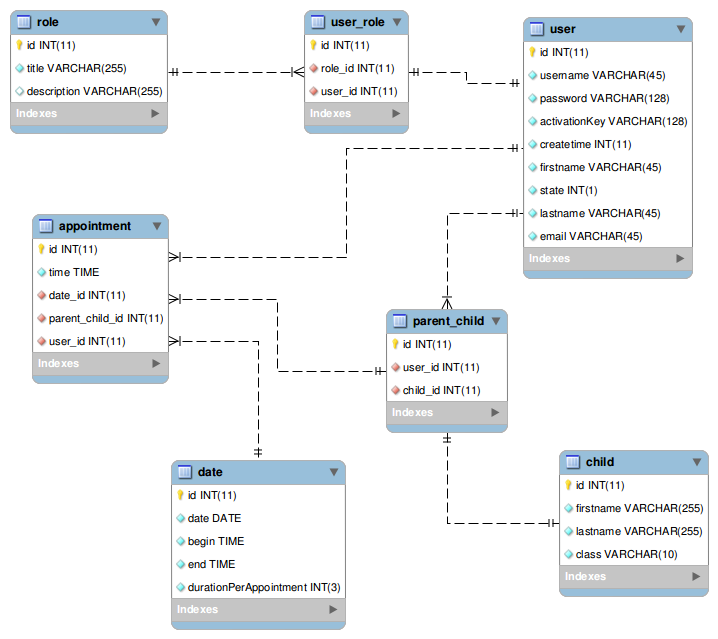 role
id INT(11)
title VARCHAR(255)
description VARCHAR(255)
Indexes
user_role
id INT(11)
role_id INT(11)
user_id INT(11)
Indexes
user
id INT(11)
username VARCHAR(45)
password VARCHAR(128)
activationKey VARCHAR(128)
createtime INT(11)
firstname VARCHAR(45)
state INT(1)
lastname VARCHAR(45)
email VARCHAR(45)
Indexes
appointment
id INT(11)
time TIME
date_id INT(11)
parent_child_id INT(11)
user_id INT(11)
Indexes
parent_child
id INT(11)
user_id INT(11)
child_id INT(11)
Indexes
date
id INT(11)
date DATE
begin TIME
end TIME
durationPerAppointment INT(3)
Indexes
child
id INT(11)
firstname VARCHAR(255)
lastname VARCHAR(255)
class VARCHAR(10)
Indexes